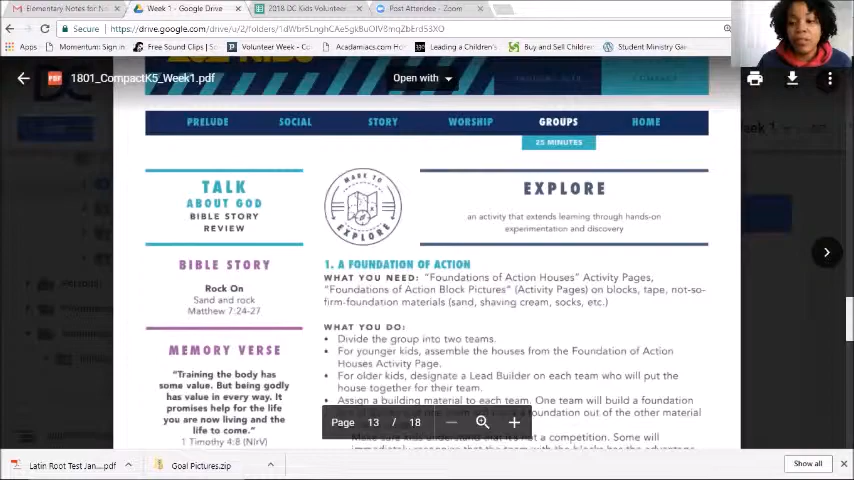 Elementary Notes for No
Week 1 - Google Drive
2018 DC Kids Volunteer
Post Attendee - Zoom
Secure
https://drive.google.com/drive/u/2/folders/
Apps
Momentum: Sign In
Free Sound Clips | So
Volunteer Week - Co
Acadamiacs Home - G
Leading a Children's
Buy and Sell Children
Student Ministry Ga
1801_CompactK5_Week1.pdf
Open with
PRELUDE
SOCIAL
STORY
WORSHIP
GROUPS
HOME
25 MINUTES
TALK
ABOUT GOD
BIBLE STORY
REVIEW
BIBLE STORY
Rock On
Sand and rock
Matthew 7:24-27
MEMORY VERSE
“Training the body has
some value. But being godly
has value in every way. It
promises help for the life
you are now living and the
life to come.”
1 Timothy 4:8 (NIrV)
MADE TO
EXPLORE
EXPLORE
an activity that extends learning through hands-on
experimentation and discovery
1. A FOUNDATION OF ACTION
WHAT YOU NEED: “Foundations of Action Houses” Activity Pages,
“Foundations of Action Block Pictures” (Activity Pages) on blocks, tape, not-so-
firm-foundation materials (sand, shaving cream, socks, etc.)
WHAT YOU DO:
• Divide the group into two teams.
• For younger kids, assemble the houses from the Foundation of Action
Houses Activity Page.
• For older kids, designate a Lead Builder on each team who will put the
house together for their team.
• Assign a building material to each team. One team will build a foundation
foundation out of the other material
Make sure kids understand that it's not a competition. Some will
Page 13 / 18
Latin Root Test Jan....pdf
Goal Pictures.zip
Show all